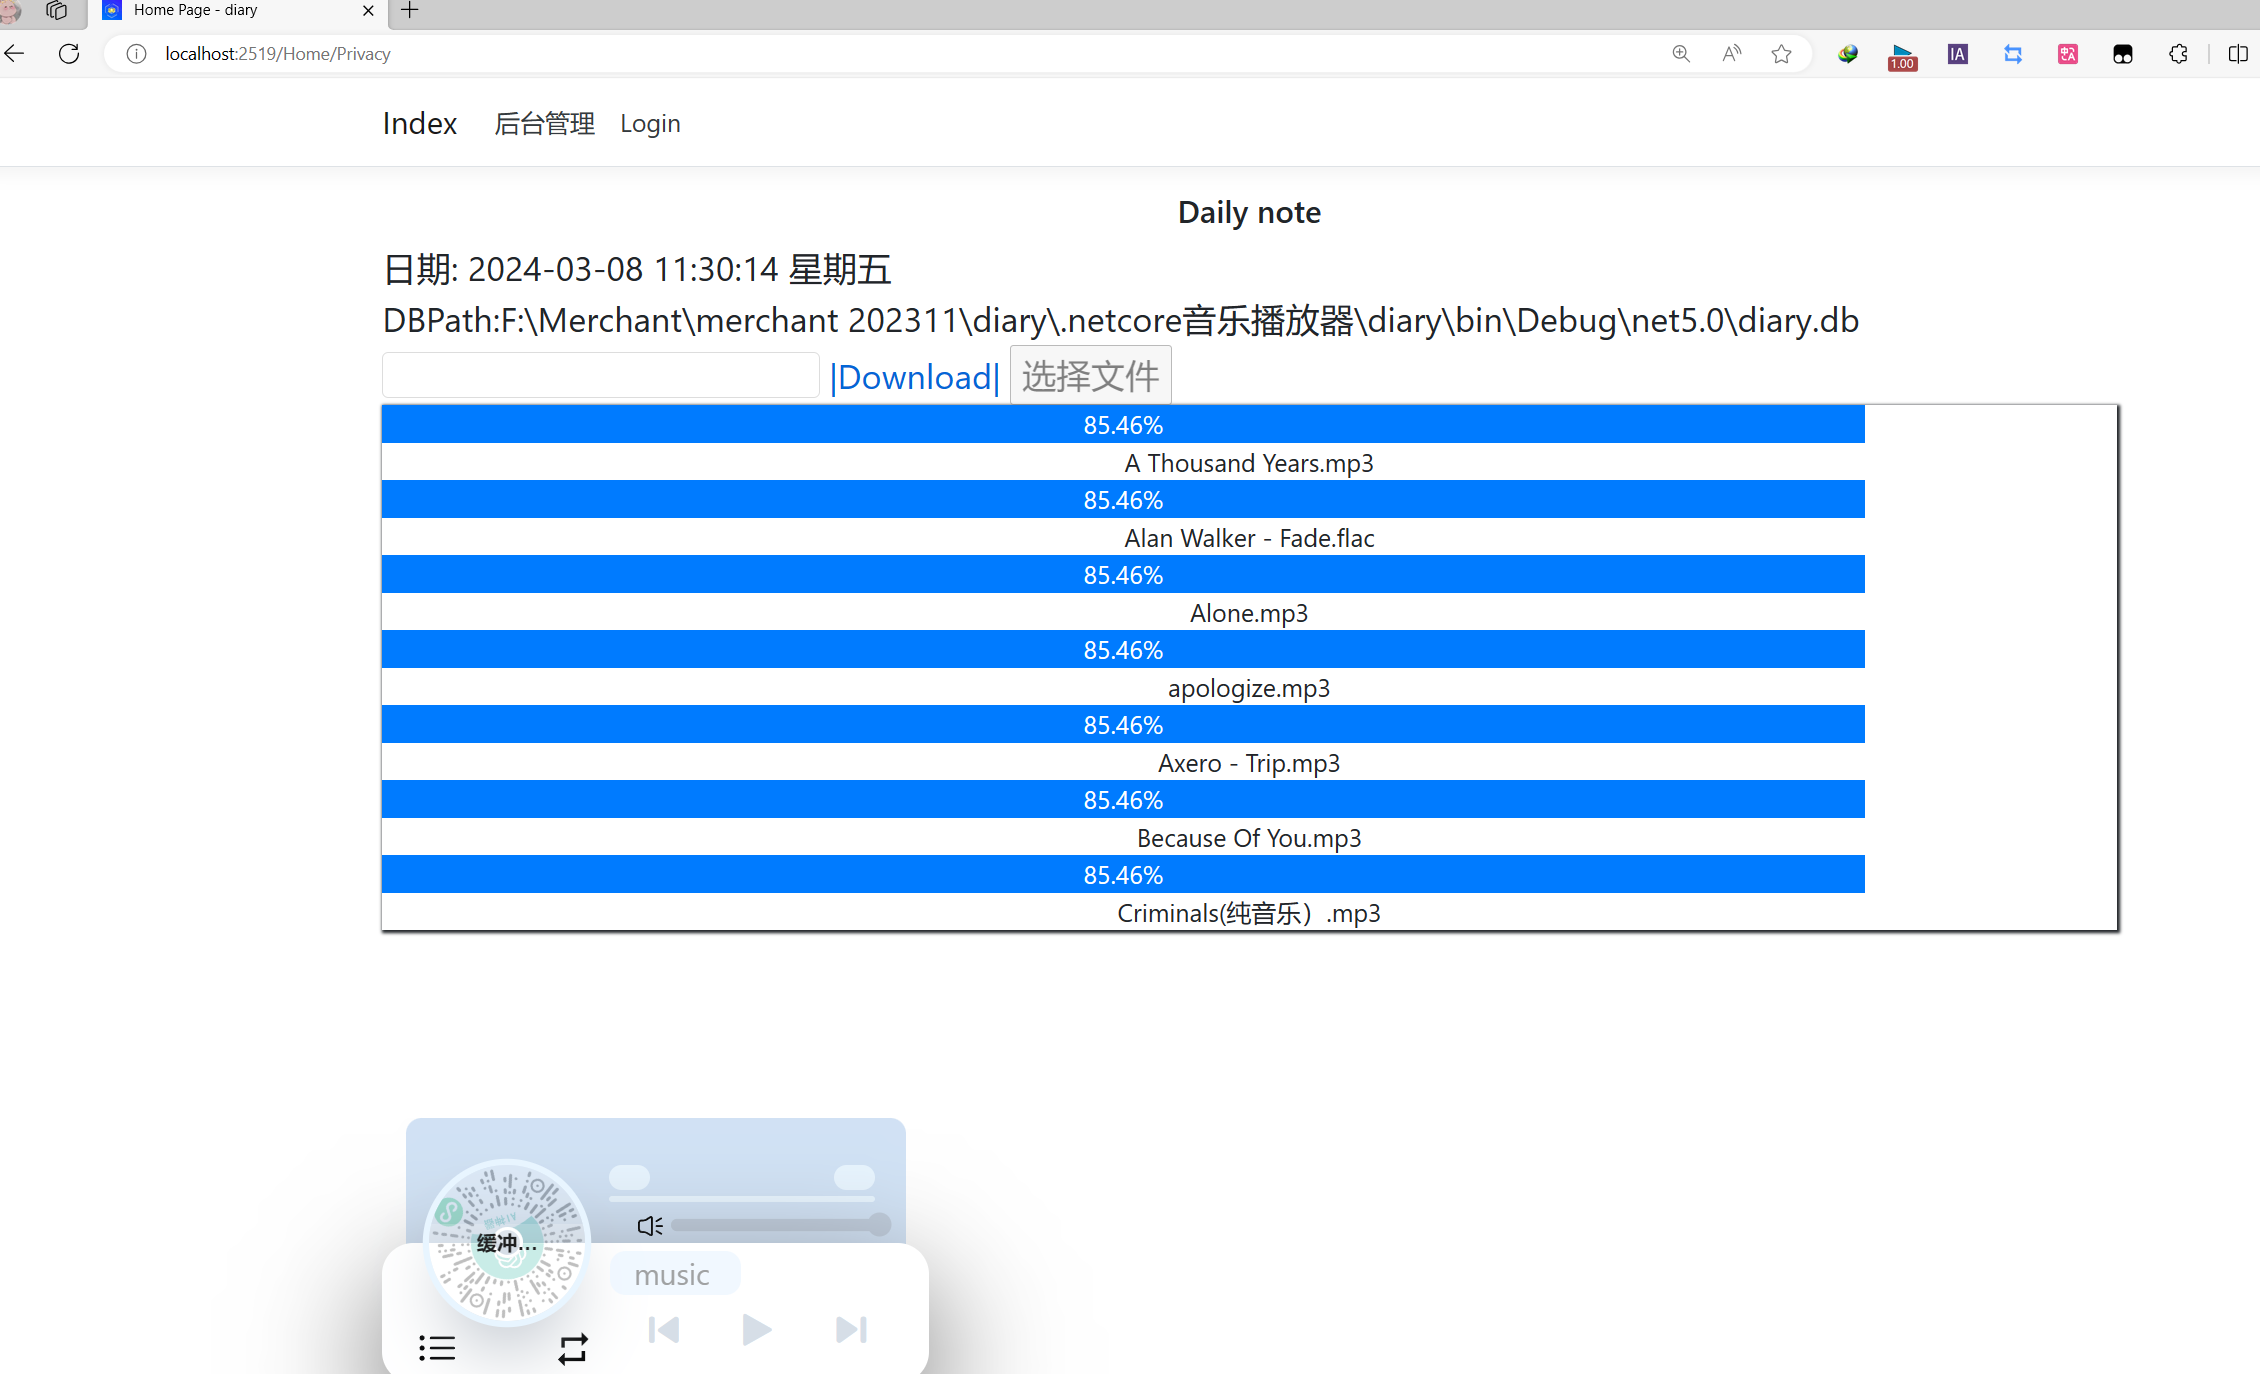 Home Page - diary
localhost:2519/Home/Privacy
1.00
IA
Index 后台管理 Login
Daily note
日期: 2024-03-08 11:30:14 星期五
DBPath:F:\Merchant\merchant 202311\diary\.netcore音乐播放器\diary\bin\Debug\net5.0\diary.db
|Download| 选择文件
85.46%
A Thousand Years.mp3
85.46%
Alan Walker - Fade.flac
85.46%
Alone.mp3
85.46%
apologize.mp3
85.46%
Axero - Trip.mp3
85.46%
Because Of You.mp3
85.46%
Criminals(纯音乐）.mp3
缓冲...
music